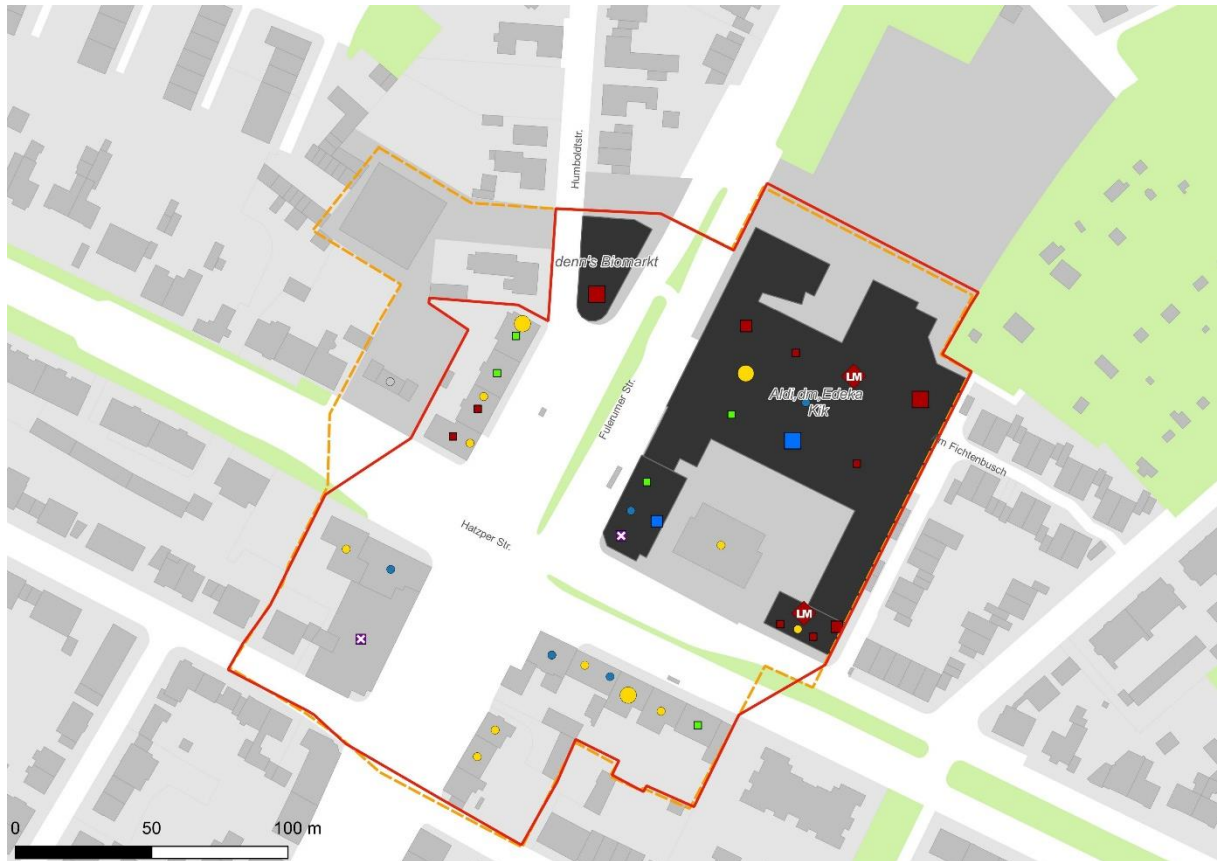 Humboldtstr.
denn's Biomarkt
Fulerumer Str.
LM
Aldi,dm,Edeka
Kik
m Fichtenbusch
Hatzper Str.
LM
0 50 100 m